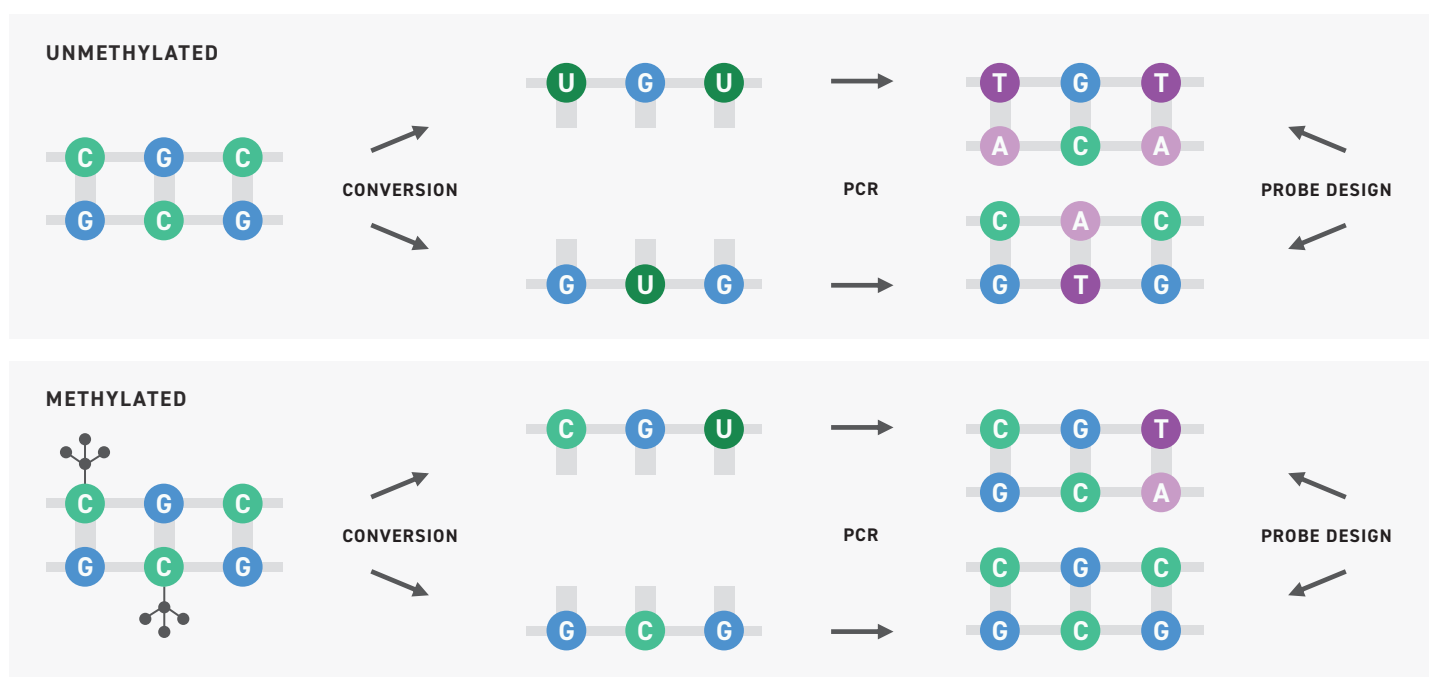 UNMETHYLATED
U G U
T G T
C G C
A C A
CONVERSION
PCR
PROBE DESIGN
G C G
C A C
G U G
G T G
METHYLATED
C G U
C G T
C G C
G C A
CONVERSION
PCR
PROBE DESIGN
G C G
C G C
G C G
G C G